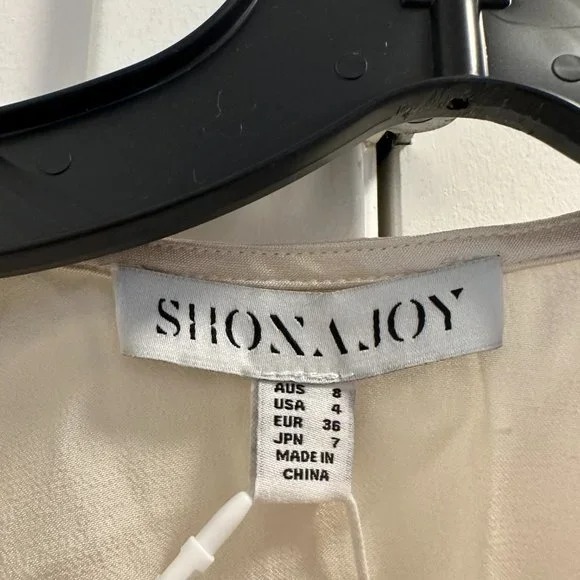 SHONA JOY
AUS 8
USA 4
EUR 36
JPN 7
MADE IN
CHINA